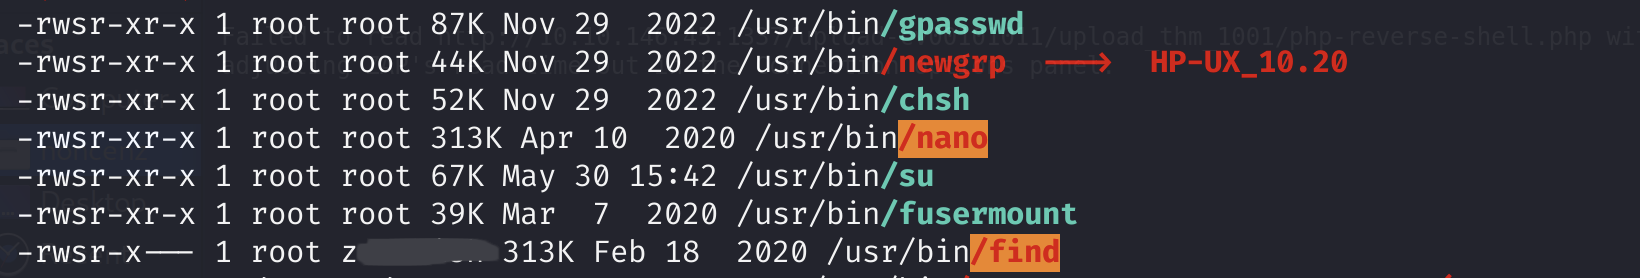 -rwsr-xr-x 1 root root 87K Nov 29  2022 /usr/bin/gpasswd
-rwsr-xr-x 1 root root 44K Nov 29  2022 /usr/bin/newgrp  --->  HP-UX_10.20
-rwsr-xr-x 1 root root 52K Nov 29  2022 /usr/bin/chsh
-rwsr-xr-x 1 root root 313K Apr 10  2020 /usr/bin/nano
-rwsr-xr-x 1 root root 67K May 30 15:42 /usr/bin/su
-rwsr-xr-x 1 root root 39K Mar  7  2020 /usr/bin/fusermount
-rwsr-x--- 1 root z 313K Feb 18  2020 /usr/bin/find